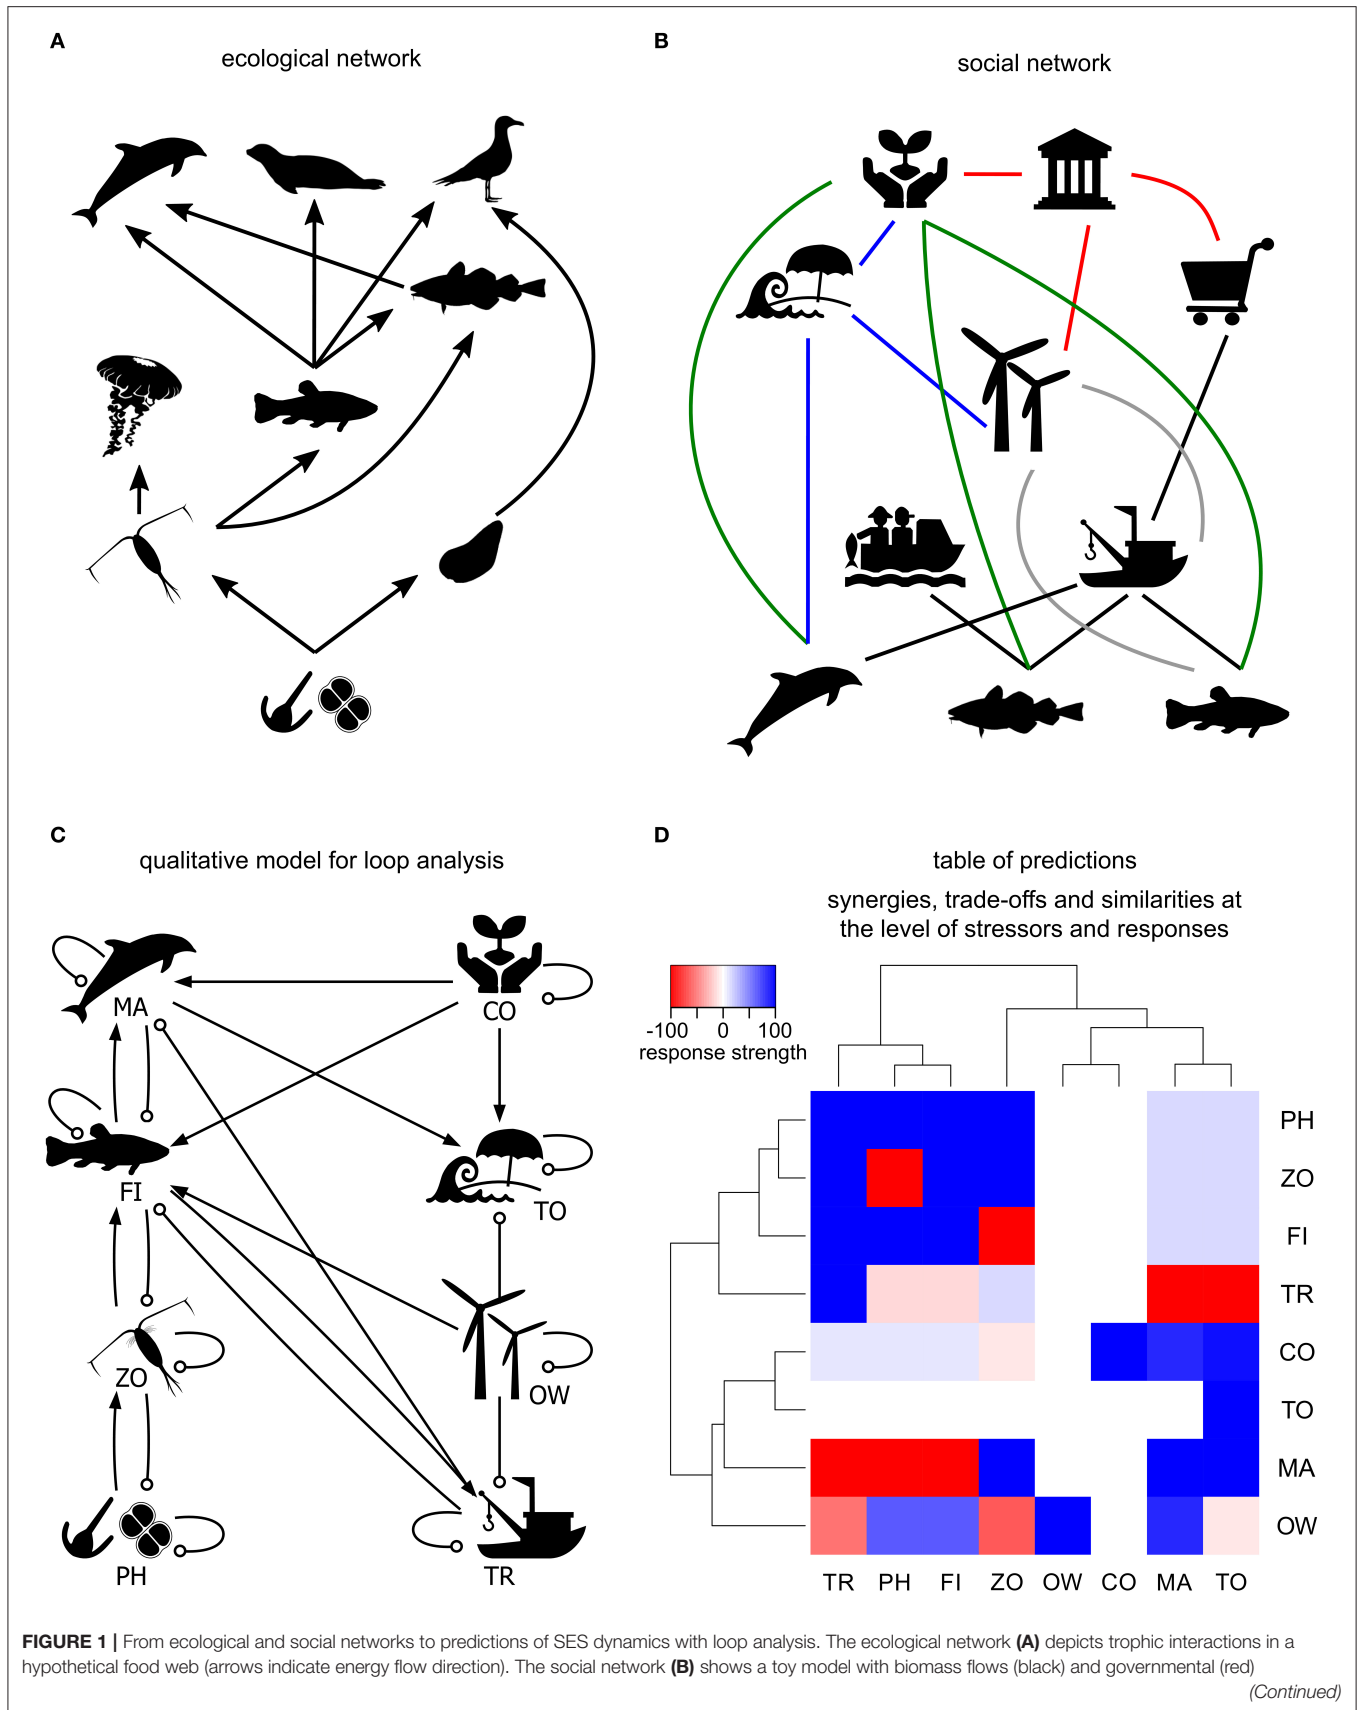 A
ecological network
B
social network
C
qualitative model for loop analysis
MA
CO
FI
TO
ZO
OW
PH
TR
D
table of predictions
synergies, trade-offs and similarities at
the level of stressors and responses
-100 0 100
response strength
PH
ZO
FI
TR
CO
TO
MA
OW
TR PH FI ZO OW CO MA TO
FIGURE 1 | From ecological and social networks to predictions of SES dynamics with loop analysis. The ecological network (A) depicts trophic interactions in a
hypothetical food web (arrows indicate energy flow direction). The social network (B) shows a toy model with biomass flows (black) and governmental (red)
(Continued)